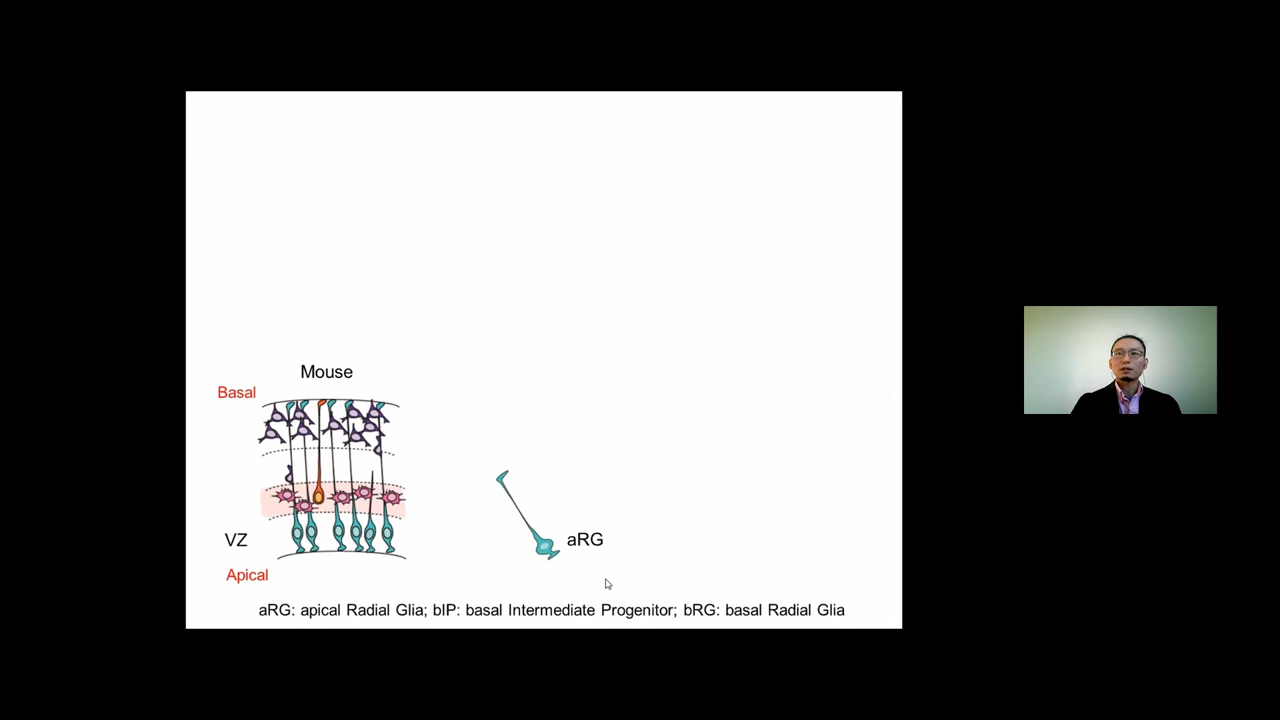 Mouse
Basal
VZ
aRG
Apical
aRG: apical Radial Glia; bIP: basal Intermediate Progenitor; bRG: basal Radial Glia